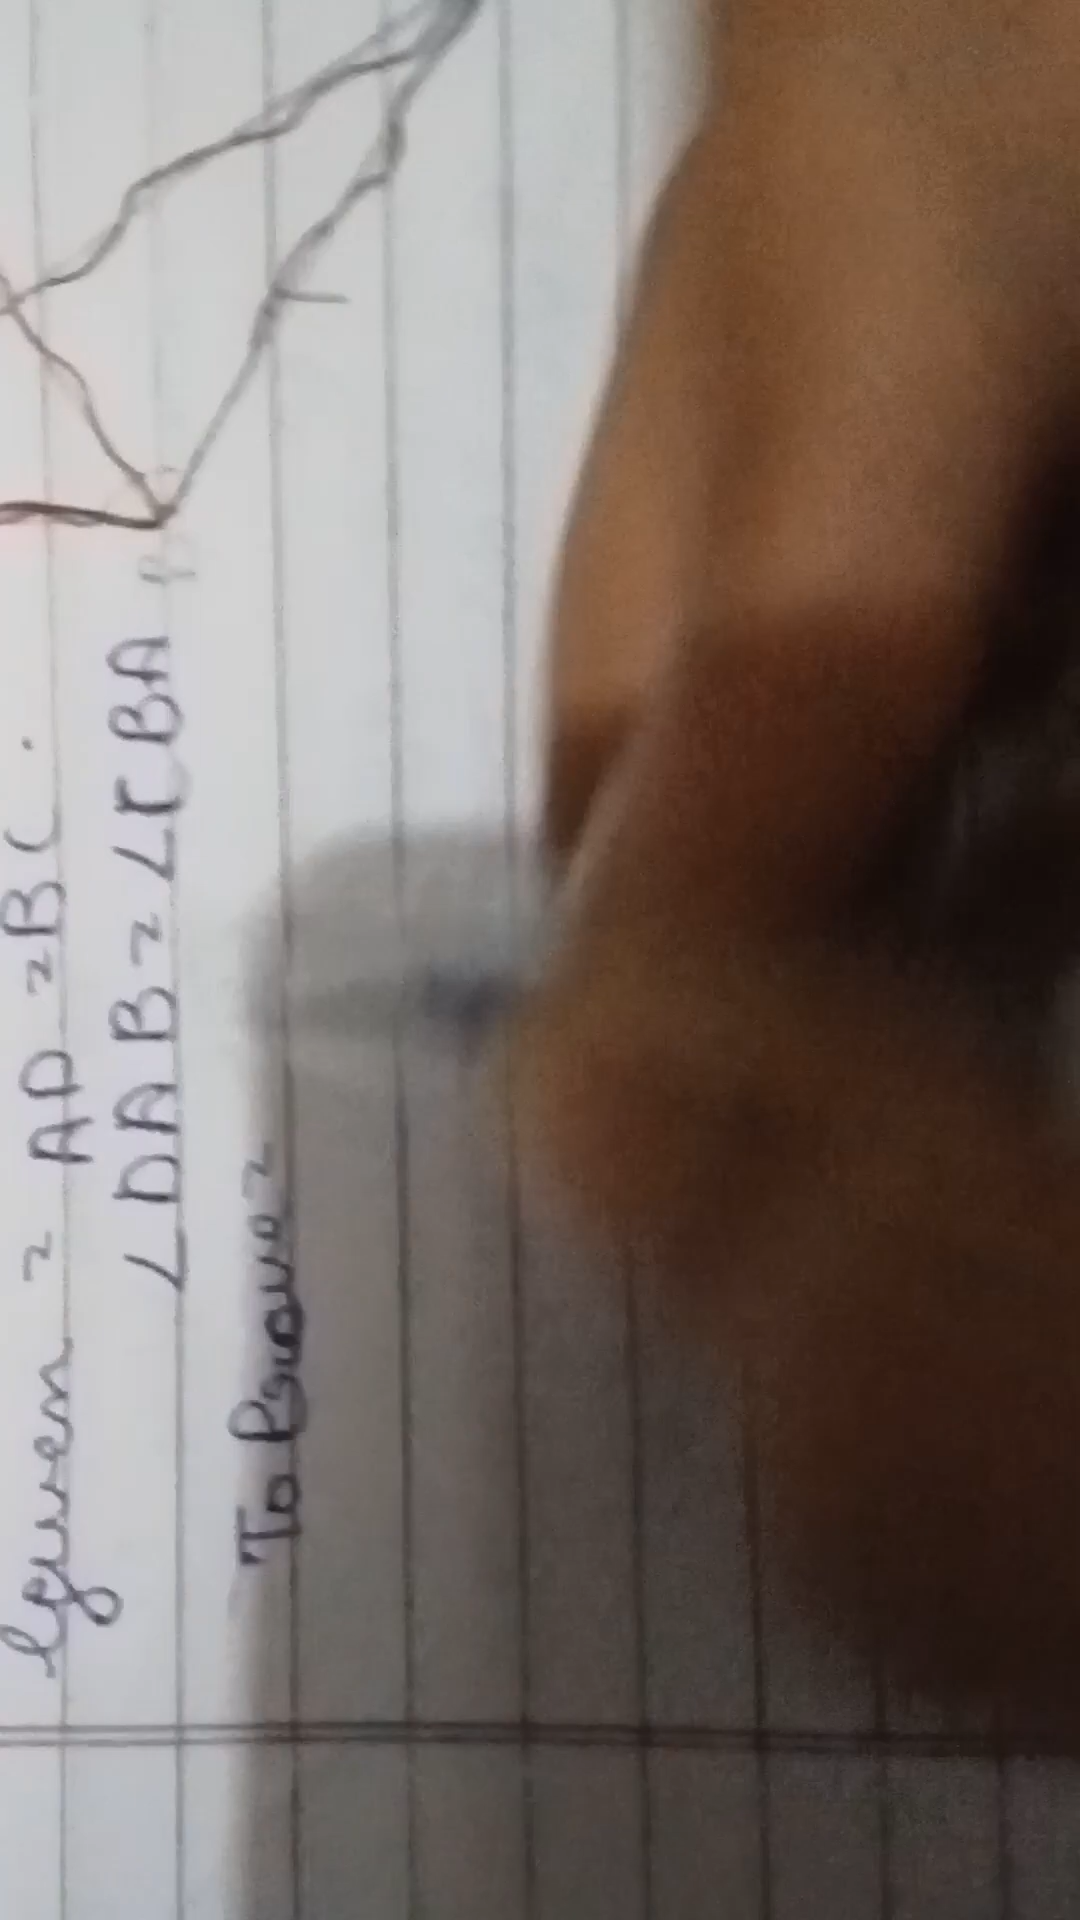 given = AD = BC.
∠DAB = ∠CBA
To Prove =